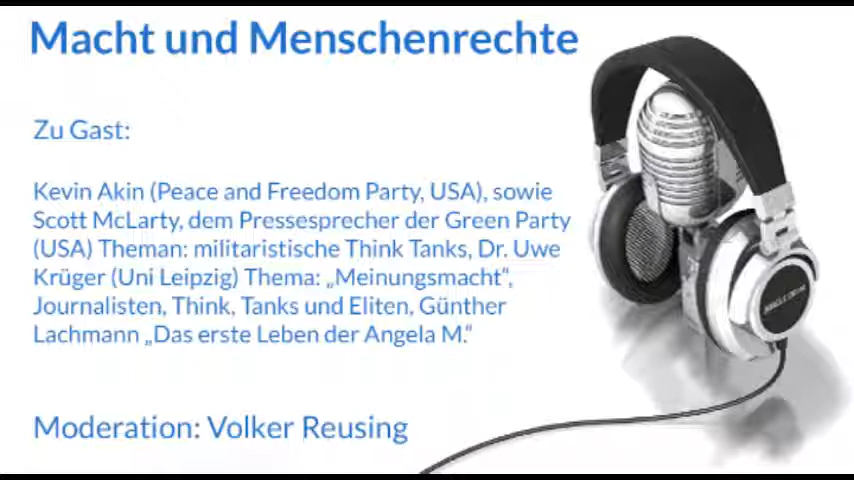 Macht und Menschenrechte
Zu Gast:
Kevin Akin (Peace and Freedom Party, USA), sowie
Scott McLarty, dem Pressesprecher der Green Party
(USA) Theman: militaristische Think Tanks, Dr. Uwe
Krüger (Uni Leipzig) Thema: „Meinungsmacht“,
Journalisten, Think, Tanks und Eliten, Günther
Lachmann „Das erste Leben der Angela M.“
Moderation: Volker Reusing